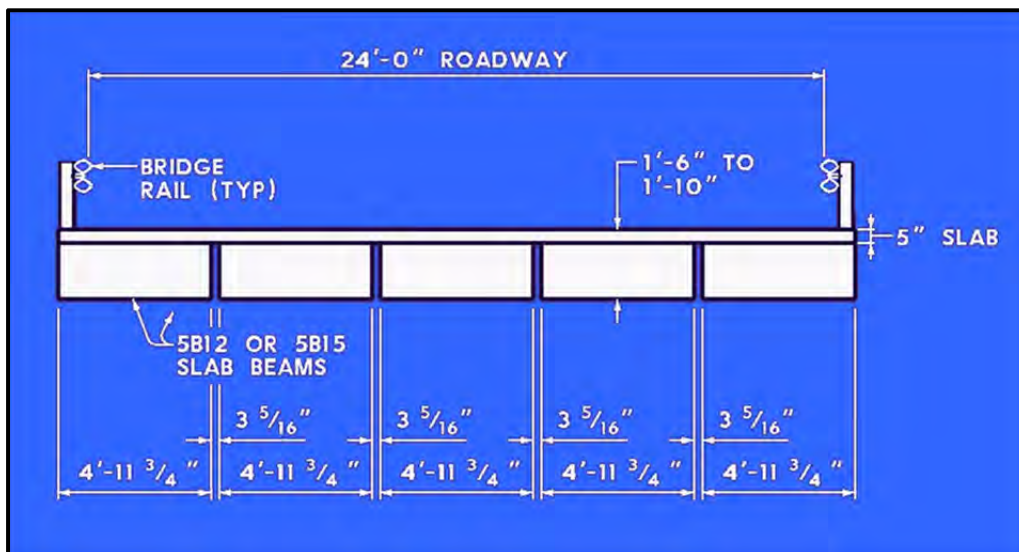 24'-0" ROADWAY
BRIDGE
RAIL (TYP)
1'-6" TO
1'-10"
5" SLAB
5B12 OR 5B15
SLAB BEAMS
3 5/16" 3 5/16" 3 5/16" 3 5/16"
4'-11 3/4" 4'-11 3/4" 4'-11 3/4" 4'-11 3/4" 4'-11 3/4"